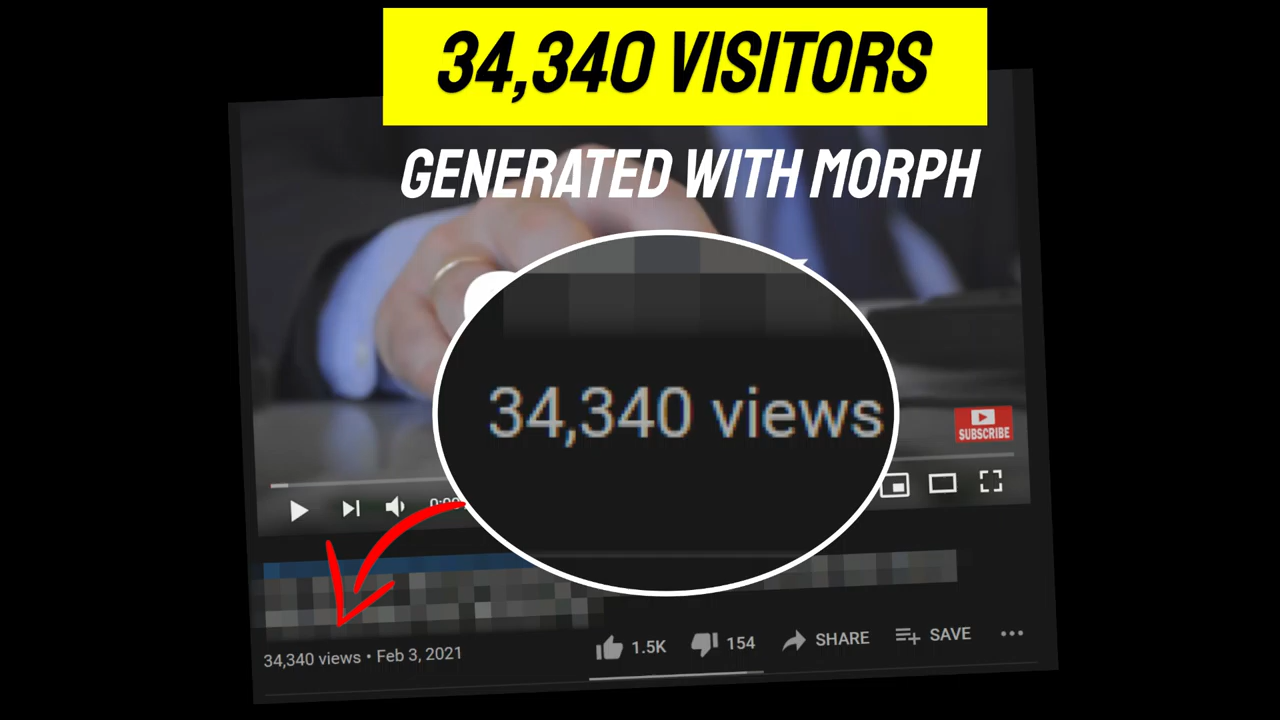 34,340 VISITORS
GENERATED WITH MORPH
34,340 views
SUBSCRIBE
34,340 views • Feb 3, 2021
1.5K
154
SHARE
SAVE